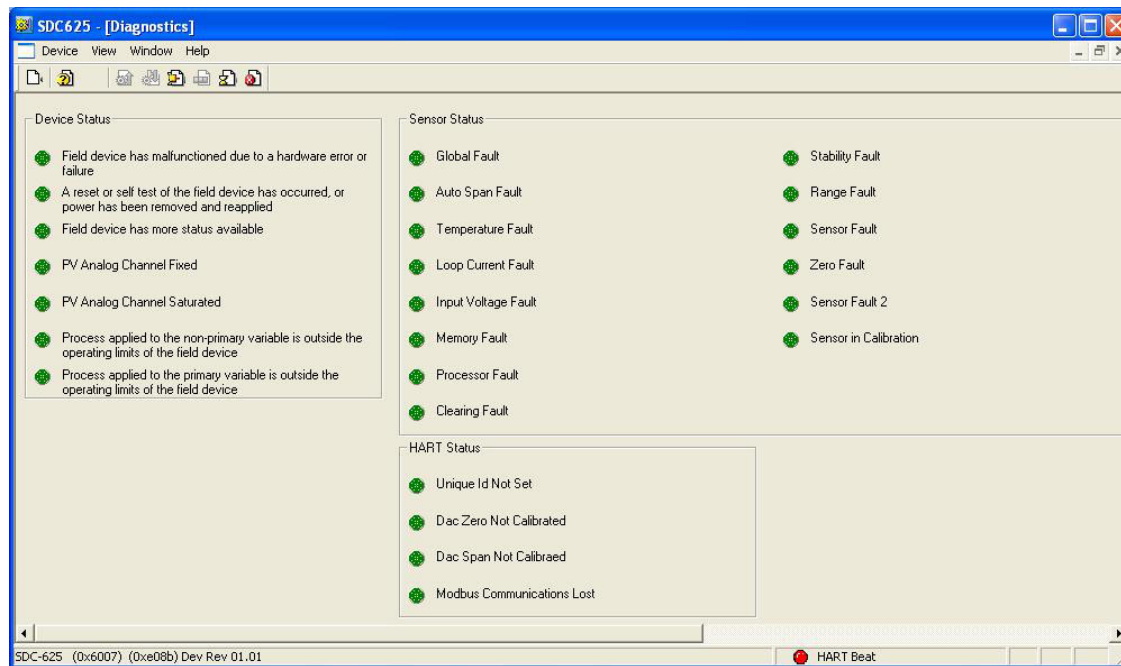 SDC625 - [Diagnostics]
Device View Window Help
Device Status
Field device has malfunctioned due to a hardware error or
failure
A reset or self test of the field device has occurred, or
power has been removed and reapplied
Field device has more status available
PV Analog Channel Fixed
PV Analog Channel Saturated
Process applied to the non-primary variable is outside the
operating limits of the field device
Process applied to the primary variable is outside the
operating limits of the field device
Sensor Status
Global Fault
Auto Span Fault
Temperature Fault
Loop Current Fault
Input Voltage Fault
Memory Fault
Processor Fault
Clearing Fault
Stability Fault
Range Fault
Sensor Fault
Zero Fault
Sensor Fault 2
Sensor in Calibration
HART Status
Unique Id Not Set
Dac Zero Not Calibrated
Dac Span Not Calibraed
Modbus Communications Lost
SDC-625 (0x6007) (0xe08b) Dev Rev 01.01
HART Beat